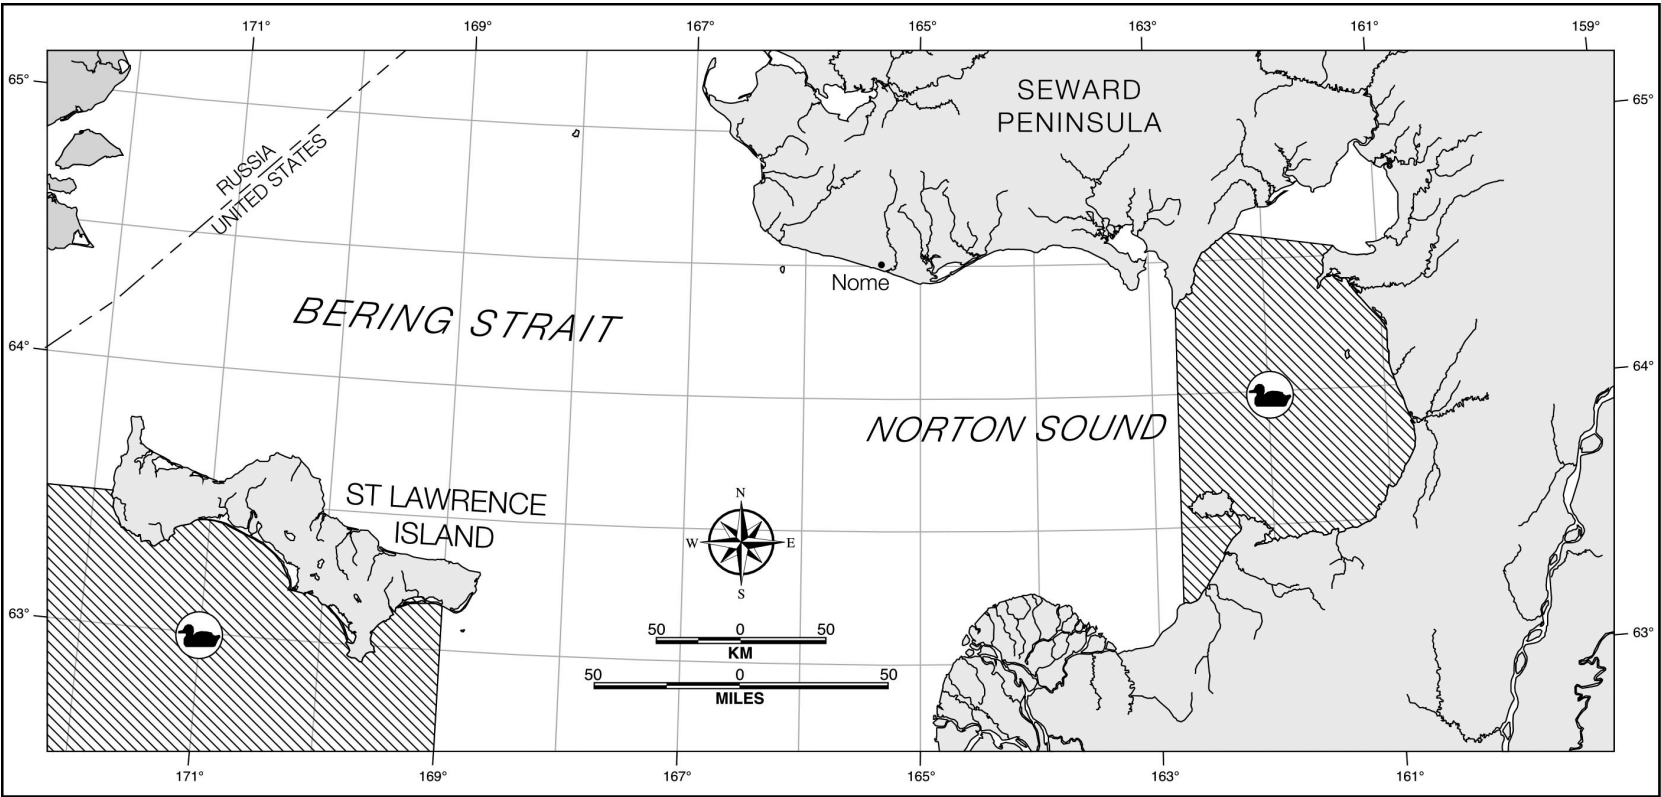 171° 169° 167° 165° 163° 161° 159°
65°
65°
SEWARD
PENINSULA
RUSSIA
UNITED STATES
Nome
BERING STRAIT
64°
64°
NORTON SOUND
ST LAWRENCE
ISLAND
N
W E
S
63°
63°
50 0 50
KM
50 0 50
MILES
171° 169° 167° 165° 163° 161°